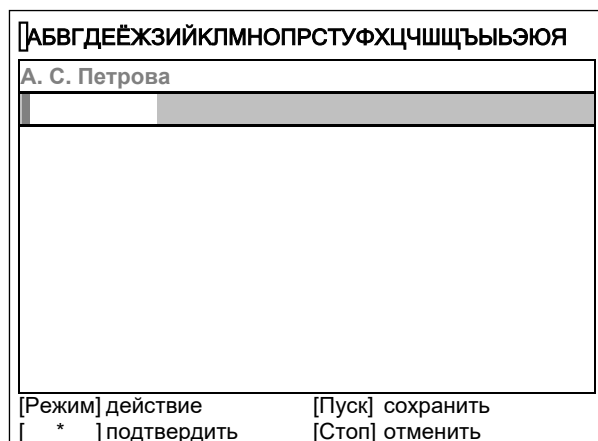 АБВГДЕЁЖЗИЙКЛМНОПРСТУФХЦЧШЩЪЫЬЭЮЯ
А. С. Петрова
[Режим] действие [Пуск] сохранить
[ * ] подтвердить [Стоп] отменить